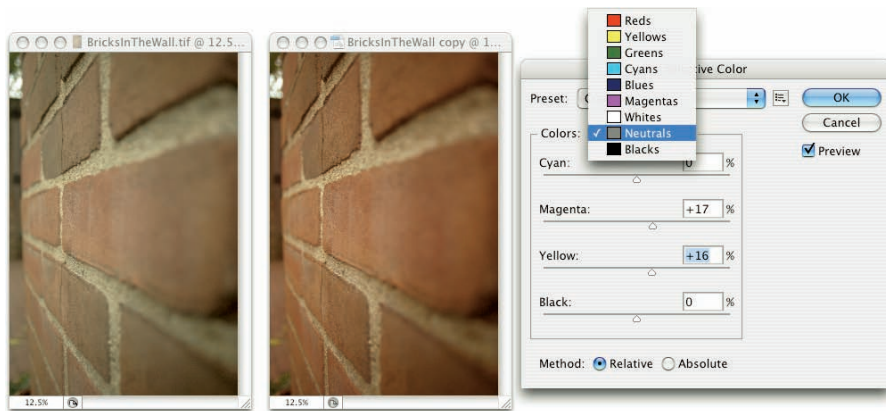 BricksInTheWall.tif @ 12.5...
12.5%
BricksInTheWall copy @ 1...
12.5%
Reds
Yellows
Greens
Cyans
Blues
Magentas
Whites
✓ Neutrals
Blacks
Color
Preset:
OK
Cancel
Preview
Colors:
Cyan: 0 %
Magenta: +17 %
Yellow: +16 %
Black: 0 %
Method: Relative Absolute